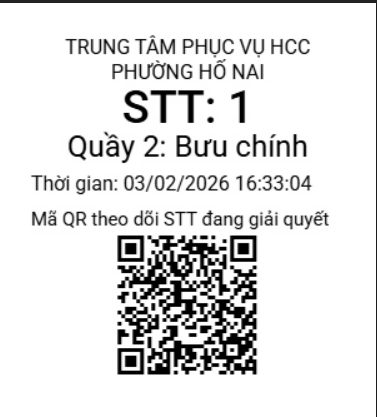 TRUNG TÂM PHỤC VỤ HCC
PHƯỜNG HỐ NAI
STT: 1
Quầy 2: Bưu chính
Thời gian: 03/02/2026 16:33:04
Mã QR theo dõi STT đang giải quyết